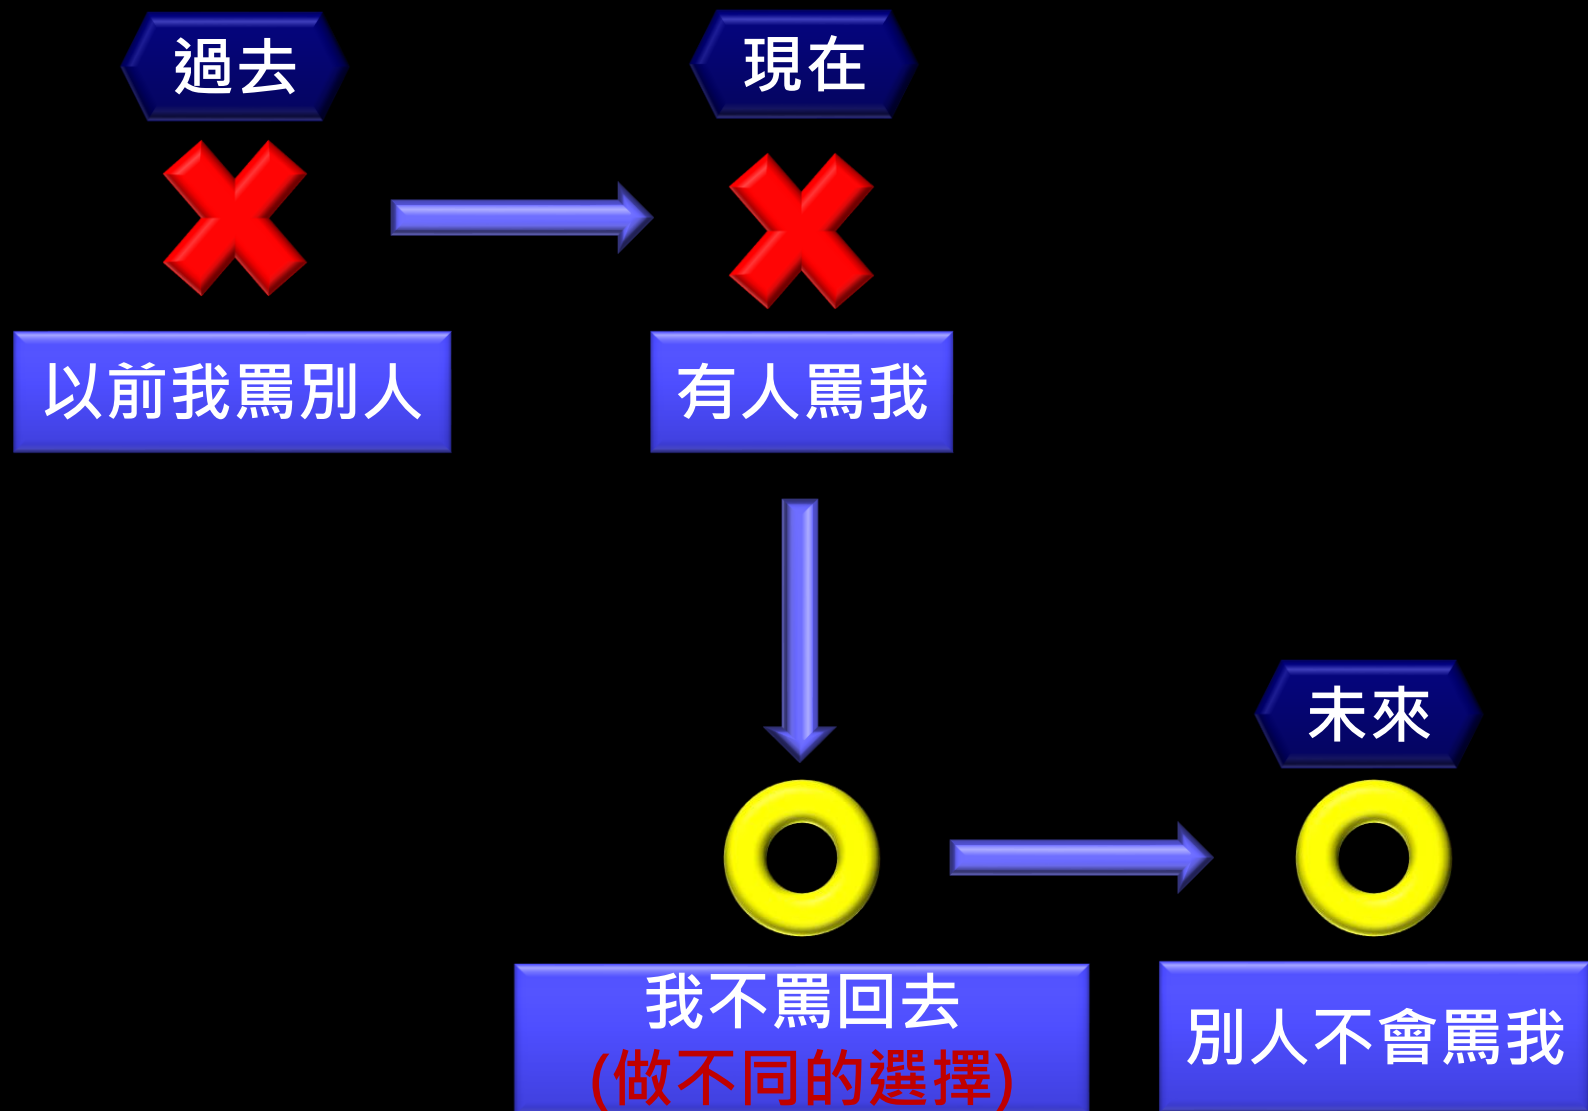 過去
現在
以前我罵別人
有人罵我
未來
我不罵回去
(做不同的選擇)
別人不會罵我